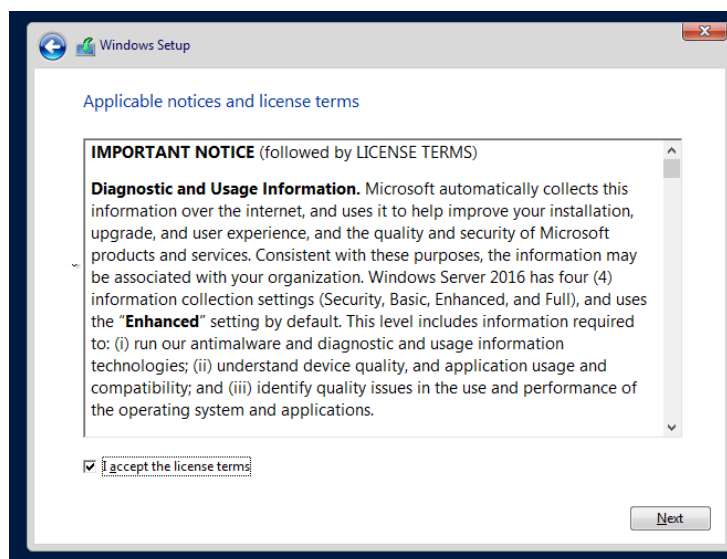 Windows Setup
Applicable notices and license terms
IMPORTANT NOTICE (followed by LICENSE TERMS)
Diagnostic and Usage Information. Microsoft automatically collects this
information over the internet, and uses it to help improve your installation,
upgrade, and user experience, and the quality and security of Microsoft
products and services. Consistent with these purposes, the information may
be associated with your organization. Windows Server 2016 has four (4)
information collection settings (Security, Basic, Enhanced, and Full), and uses
the “Enhanced” setting by default. This level includes information required
to: (i) run our antimalware and diagnostic and usage information
technologies; (ii) understand device quality, and application usage and
compatibility; and (iii) identify quality issues in the use and performance of
the operating system and applications.
I accept the license terms
Next